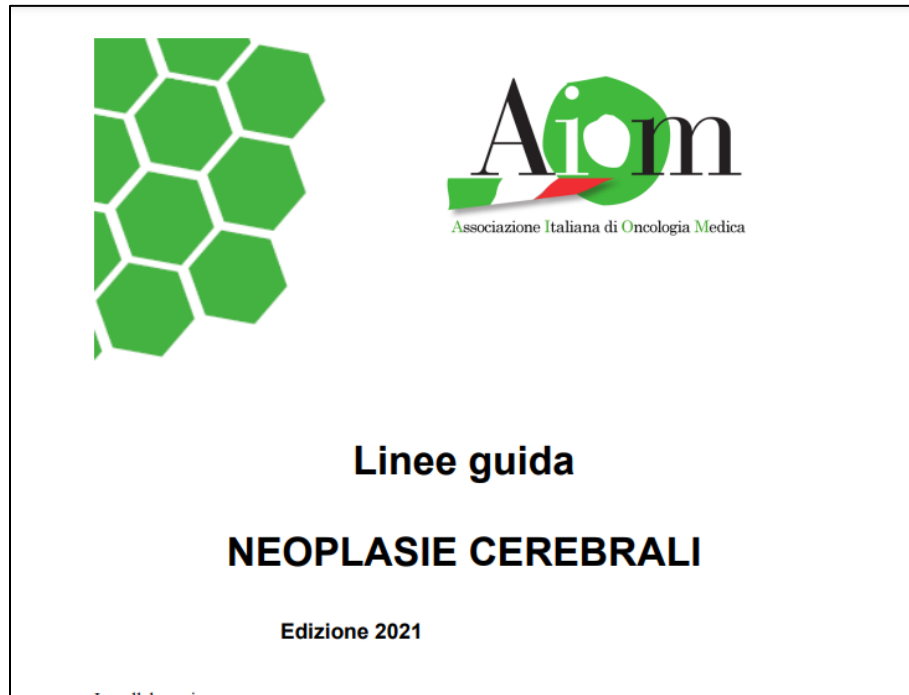 Aiom
Associazione Italiana di Oncologia Medica
Linee guida
NEOPLASIE CEREBRALI
Edizione 2021